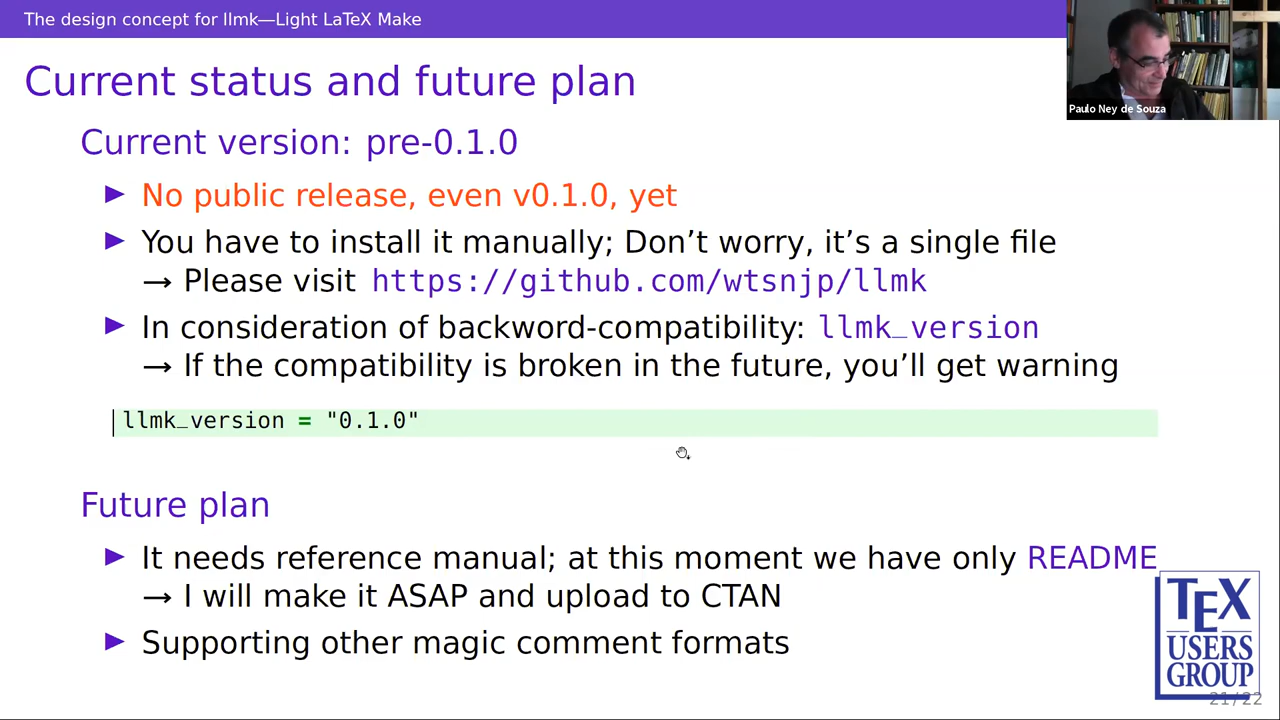 The design concept for llmk—Light LaTeX Make
Paulo Ney de Souza
Current status and future plan
Current version: pre-0.1.0
No public release, even v0.1.0, yet
You have to install it manually; Don’t worry, it’s a single file
→ Please visit https://github.com/wtsnjp/llmk
In consideration of backword-compatibility: llmk_version
→ If the compatibility is broken in the future, you’ll get warning
llmk_version = "0.1.0"
Future plan
It needs reference manual; at this moment we have only README
→ I will make it ASAP and upload to CTAN
Supporting other magic comment formats
TEX
USERS
GROUP
21/22